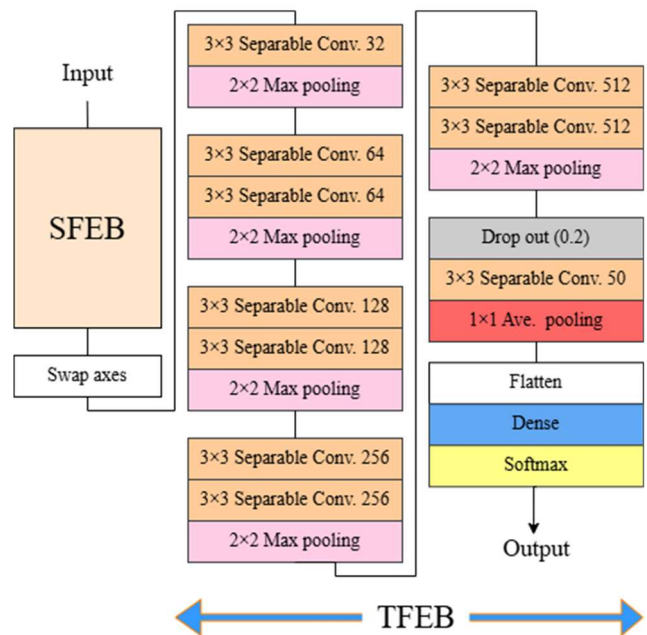 Input
SFEB
Swap axes
3×3 Separable Conv. 32
2×2 Max pooling
3×3 Separable Conv. 64
3×3 Separable Conv. 64
2×2 Max pooling
3×3 Separable Conv. 128
3×3 Separable Conv. 128
2×2 Max pooling
3×3 Separable Conv. 256
3×3 Separable Conv. 256
2×2 Max pooling
3×3 Separable Conv. 512
3×3 Separable Conv. 512
2×2 Max pooling
Drop out (0.2)
3×3 Separable Conv. 50
1×1 Ave. pooling
Flatten
Dense
Softmax
Output
TFEB